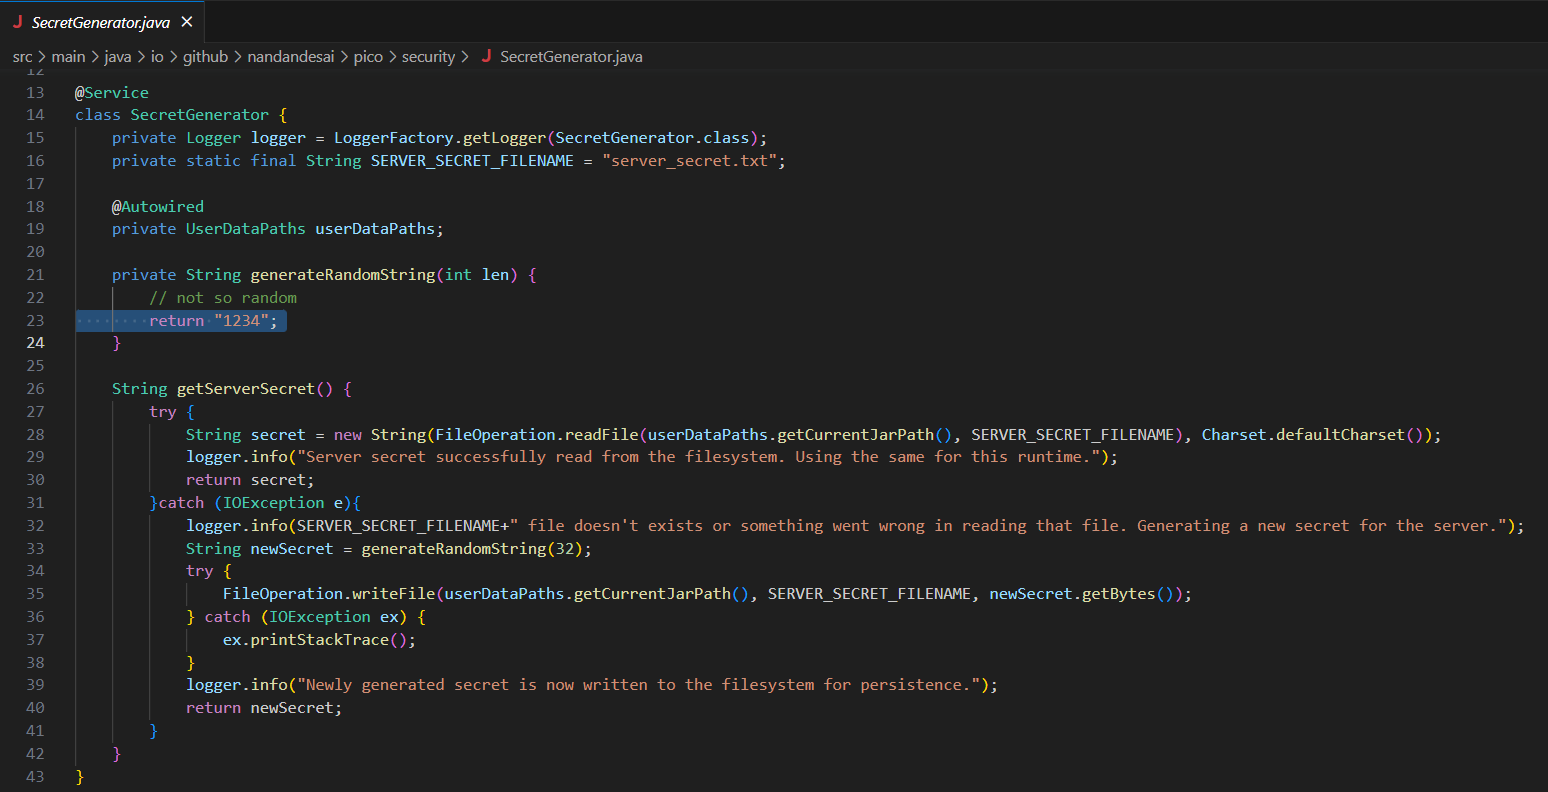 J SecretGenerator.java ×
src > main > java > io > github > nandandesai > pico > security > J SecretGenerator.java
12
13 @Service
14 class SecretGenerator {
15     private Logger logger = LoggerFactory.getLogger(SecretGenerator.class);
16     private static final String SERVER_SECRET_FILENAME = "server_secret.txt";
17
18     @Autowired
19     private UserDataPaths userDataPaths;
20
21     private String generateRandomString(int len) {
22         // not so random
23         return "1234";
24     }
25
26     String getServerSecret() {
27         try {
28             String secret = new String(FileOperation.readFile(userDataPaths.getCurrentJarPath(), SERVER_SECRET_FILENAME), Charset.defaultCharset());
29             logger.info("Server secret successfully read from the filesystem. Using the same for this runtime.");
30             return secret;
31         }catch (IOException e){
32             logger.info(SERVER_SECRET_FILENAME+" file doesn't exists or something went wrong in reading that file. Generating a new secret for the server.");
33             String newSecret = generateRandomString(32);
34             try {
35                 FileOperation.writeFile(userDataPaths.getCurrentJarPath(), SERVER_SECRET_FILENAME, newSecret.getBytes());
36             } catch (IOException ex) {
37                 ex.printStackTrace();
38             }
39             logger.info("Newly generated secret is now written to the filesystem for persistence.");
40             return newSecret;
41         }
42     }
43 }